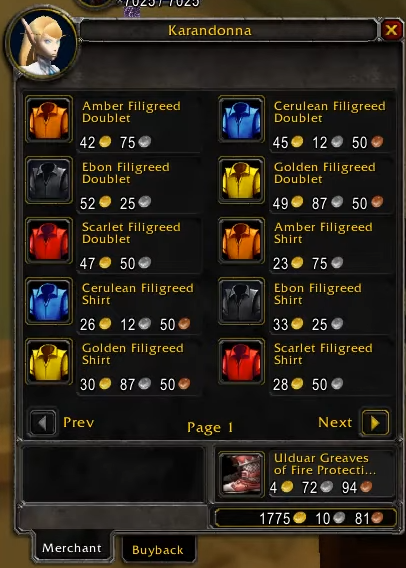 7025 / 7025
Karandonna
Amber Filigreed
Doublet
42 75
Cerulean Filigreed
Doublet
45 12 50
Ebon Filigreed
Doublet
52 25
Golden Filigreed
Doublet
49 87 50
Scarlet Filigreed
Doublet
47 50
Amber Filigreed
Shirt
23 75
Cerulean Filigreed
Shirt
26 12 50
Ebon Filigreed
Shirt
33 25
Golden Filigreed
Shirt
30 87 50
Scarlet Filigreed
Shirt
28 50
Prev
Page 1
Next
Ulduar Greaves
of Fire Protecti...
4 72 94
1775 10 81
Merchant
Buyback